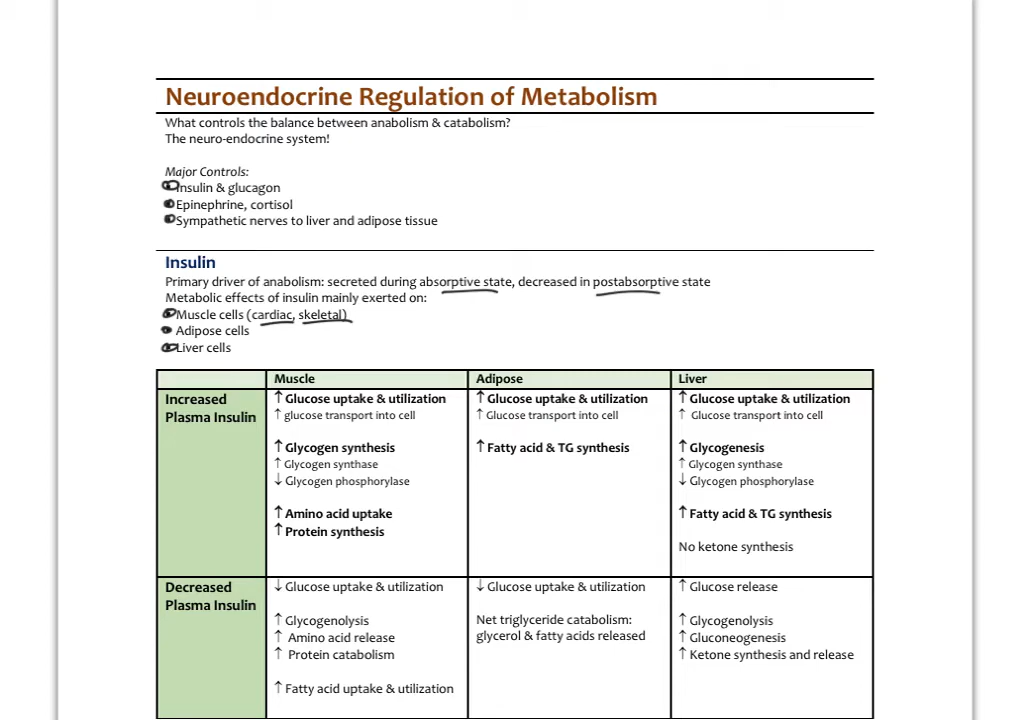 Neuroendocrine Regulation of Metabolism
What controls the balance between anabolism & catabolism?
The neuro-endocrine system!
Major Controls:
Insulin & glucagon
Epinephrine, cortisol
Sympathetic nerves to liver and adipose tissue
Insulin
Primary driver of anabolism: secreted during absorptive state, decreased in postabsorptive state
Metabolic effects of insulin mainly exerted on:
Muscle cells (cardiac, skeletal)
Adipose cells
Liver cells
Muscle Adipose Liver
Increased
Plasma Insulin
↑ Glucose uptake & utilization
↑ glucose transport into cell
↑ Glycogen synthesis
↑ Glycogen synthase
↓ Glycogen phosphorylase
↑ Amino acid uptake
↑ Protein synthesis
↑ Glucose uptake & utilization
↑ Glucose transport into cell
↑ Fatty acid & TG synthesis
↑ Glucose uptake & utilization
↑ Glucose transport into cell
↑ Glycogenesis
↑ Glycogen synthase
↓ Glycogen phosphorylase
↑ Fatty acid & TG synthesis
No ketone synthesis
Decreased
Plasma Insulin
↓ Glucose uptake & utilization
↑ Glycogenolysis
↑ Amino acid release
↑ Protein catabolism
↑ Fatty acid uptake & utilization
↓ Glucose uptake & utilization
Net triglyceride catabolism:
glycerol & fatty acids released
↑ Glucose release
↑ Glycogenolysis
↑ Gluconeogenesis
↑ Ketone synthesis and release